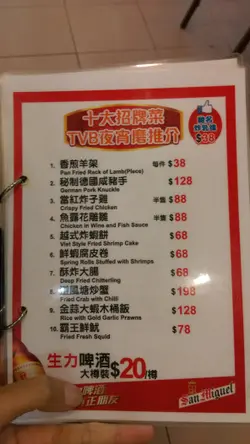 十大招牌菜
TVB夜宵應推介
$38
1. 香煎羊架 每件 $38
Pan Fried Rack of Lamb(Piece)
2. 秘制德國咸豬手 $128
German Pork Knuckle
3. 當紅炸子雞 半隻 $88
Crispy Fried Chicken
4. 魚露花雕雞 半隻 $88
Chicken in Wine and Fish Sauce
5. 越式炸蝦餅 $68
Viet Style Fried Shrimp Cake
6. 鮮蝦腐皮卷 $68
Spring Rolls Stuffed with Shrimps
7. 酥炸大腸 $68
Deep Fried Chitterling
風塘炒蟹 $198
Fried Crab with Chilli
9. 金蒜大蝦木桶飯 $128
Rice with Gold Garlic Prawns
10. 霸王鮮魷 $78
Fried Fresh Squid
生力啤酒
大樽裝 $20/樽
啤酒
正朋友
San Miguel